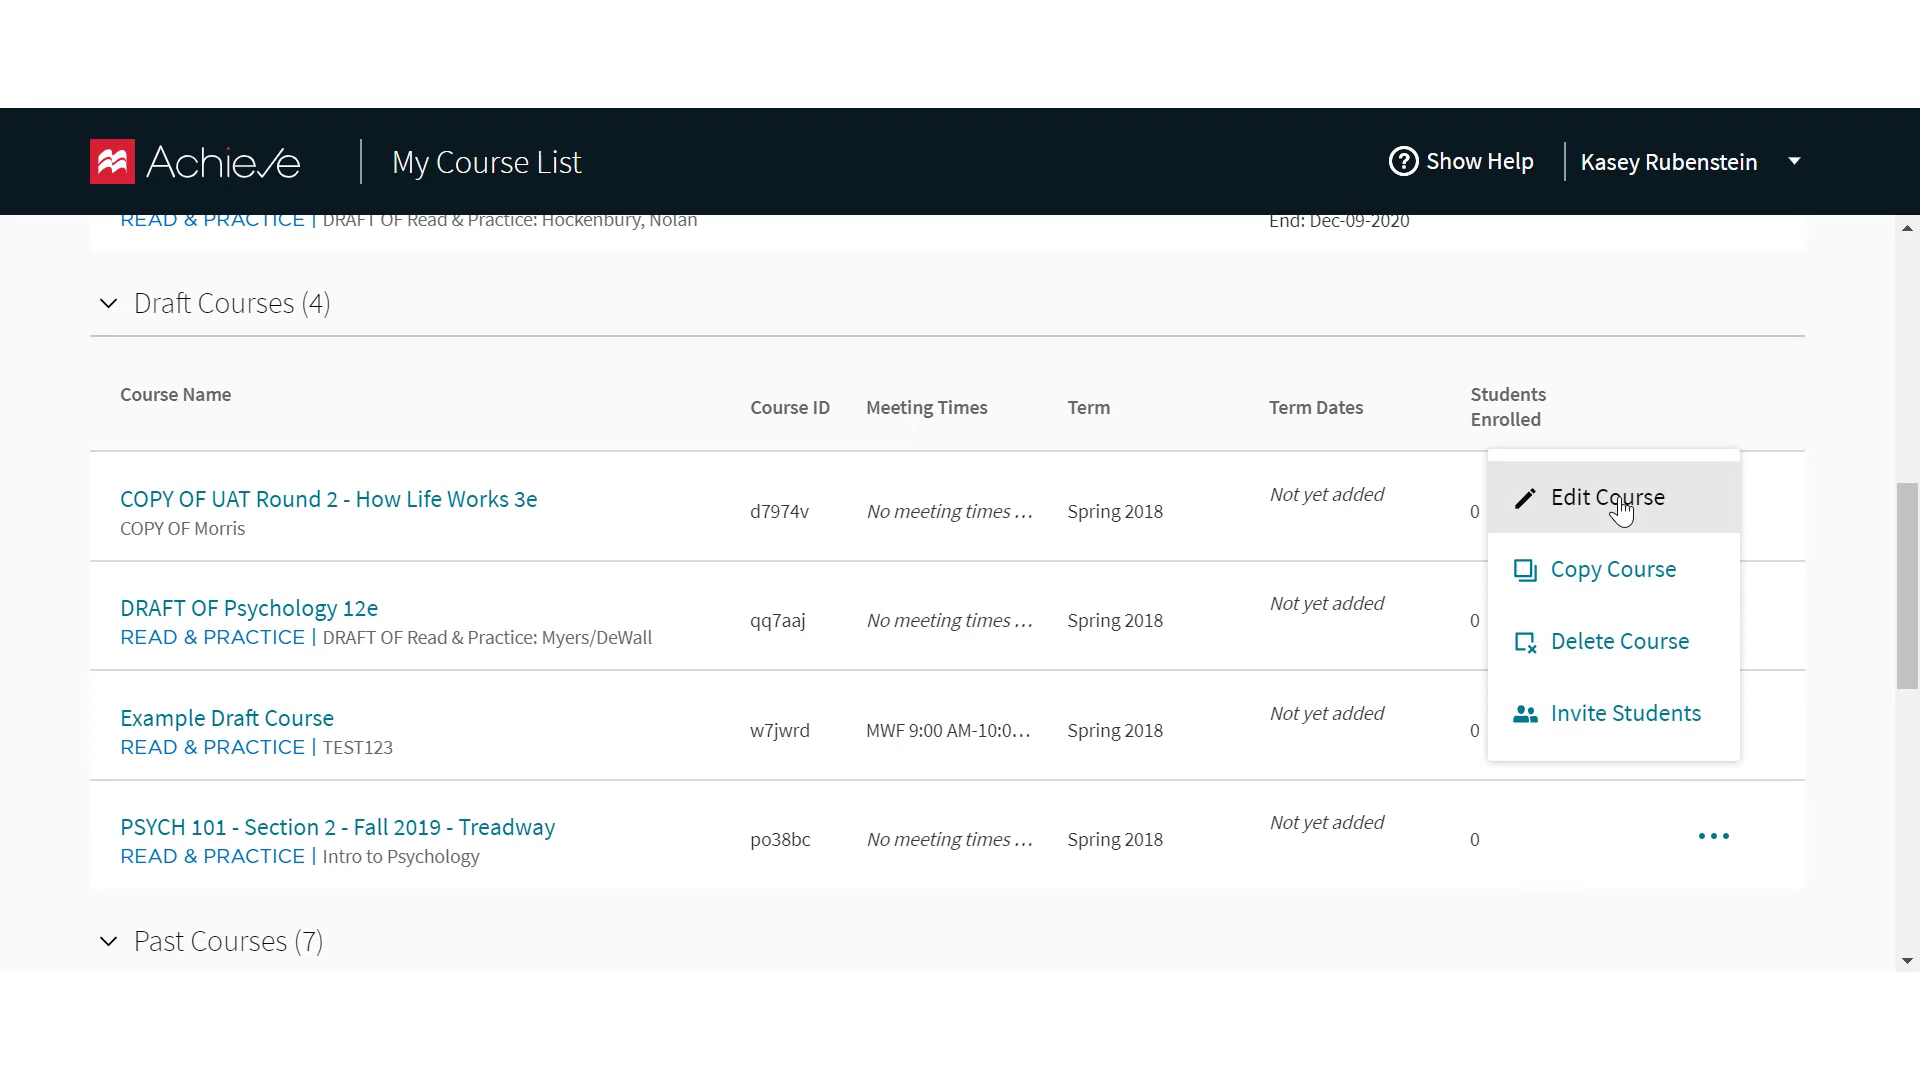 Achieve
My Course List
Show Help
Kasey Rubenstein
READ & PRACTICE | DRAFT OF Read & Practice: Hockenbury, Nolan
End: Dec-09-2020
Draft Courses (4)
Course Name
Course ID
Meeting Times
Term
Term Dates
Students
Enrolled
COPY OF UAT Round 2 - How Life Works 3e
COPY OF Morris
d7974v
No meeting times ...
Spring 2018
Not yet added
0
DRAFT OF Psychology 12e
READ & PRACTICE | DRAFT OF Read & Practice: Myers/DeWall
qq7aaj
No meeting times ...
Spring 2018
Not yet added
0
Example Draft Course
READ & PRACTICE | TEST123
w7jwrd
MWF 9:00 AM-10:0...
Spring 2018
Not yet added
0
PSYCH 101 - Section 2 - Fall 2019 - Treadway
READ & PRACTICE | Intro to Psychology
po38bc
No meeting times ...
Spring 2018
Not yet added
0
Edit Course
Copy Course
Delete Course
Invite Students
Past Courses (7)